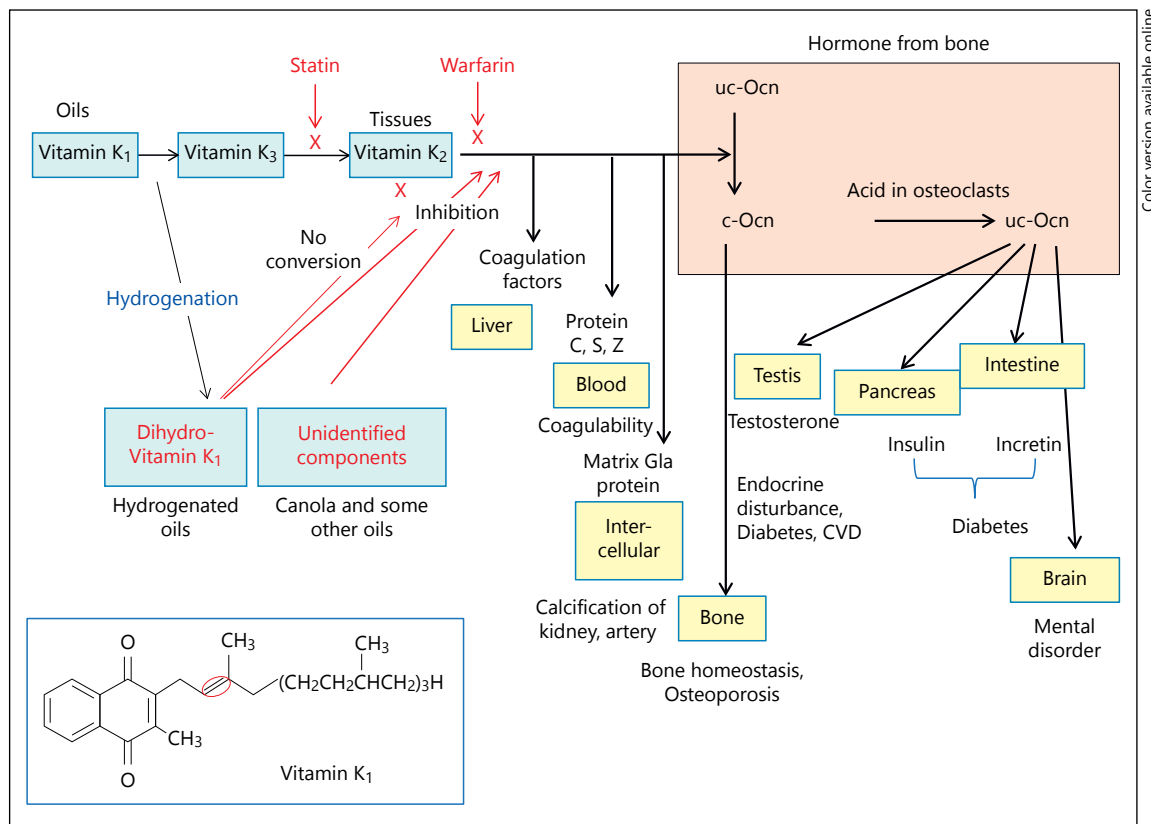 Color version available online
Hormone from bone
Statin
Warfarin
uc-Ocn
Oils
Tissues
X
X
Vitamin K₁
Vitamin K₃
Vitamin K₂
X
Acid in osteoclasts
Inhibition
c-Ocn
uc-Ocn
No
conversion
Coagulation
factors
Hydrogenation
Liver
Protein
C, S, Z
Blood
Coagulability
Testis
Testosterone
Pancreas
Intestine
Insulin
Incretin
Diabetes
Dihydro-
Vitamin K₁
Hydrogenated
oils
Unidentified
components
Canola and some
other oils
Matrix Gla
protein
Inter-
cellular
Calcification of
kidney, artery
Endocrine
disturbance,
Diabetes, CVD
Bone
Bone homeostasis,
Osteoporosis
Brain
Mental
disorder
O
CH₃
CH₃
(CH₂CH₂CHCH₂)₃H
CH₃
O
Vitamin K₁